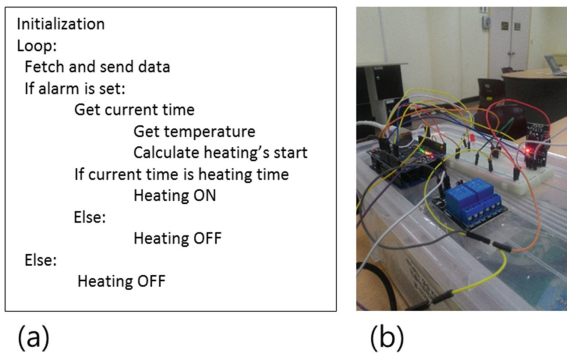 Initialization
Loop:
Fetch and send data
If alarm is set:
Get current time
Get temperature
Calculate heating's start
If current time is heating time
Heating ON
Else:
Heating OFF
Else:
Heating OFF
(a)
(b)